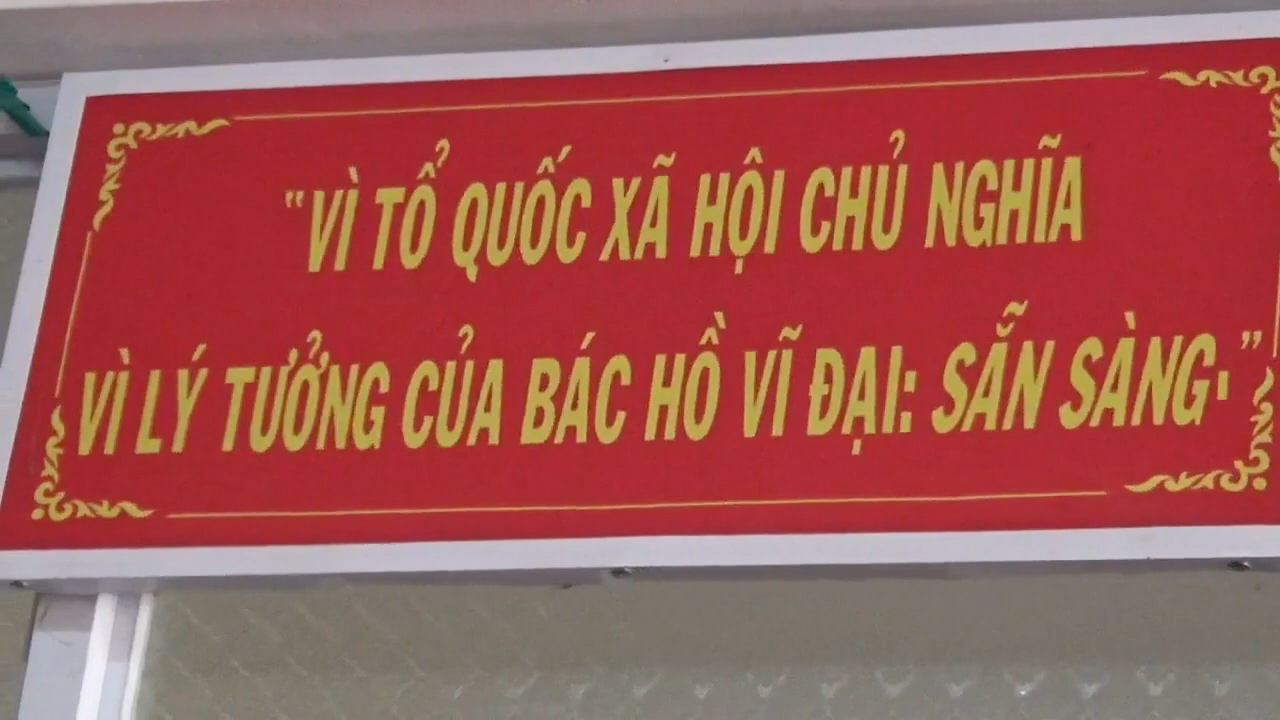 "VÌ TỔ QUỐC XÃ HỘI CHỦ NGHĨA
VÌ LÝ TƯỞNG CỦA BÁC HỒ VĨ ĐẠI: SẴN SÀNG."